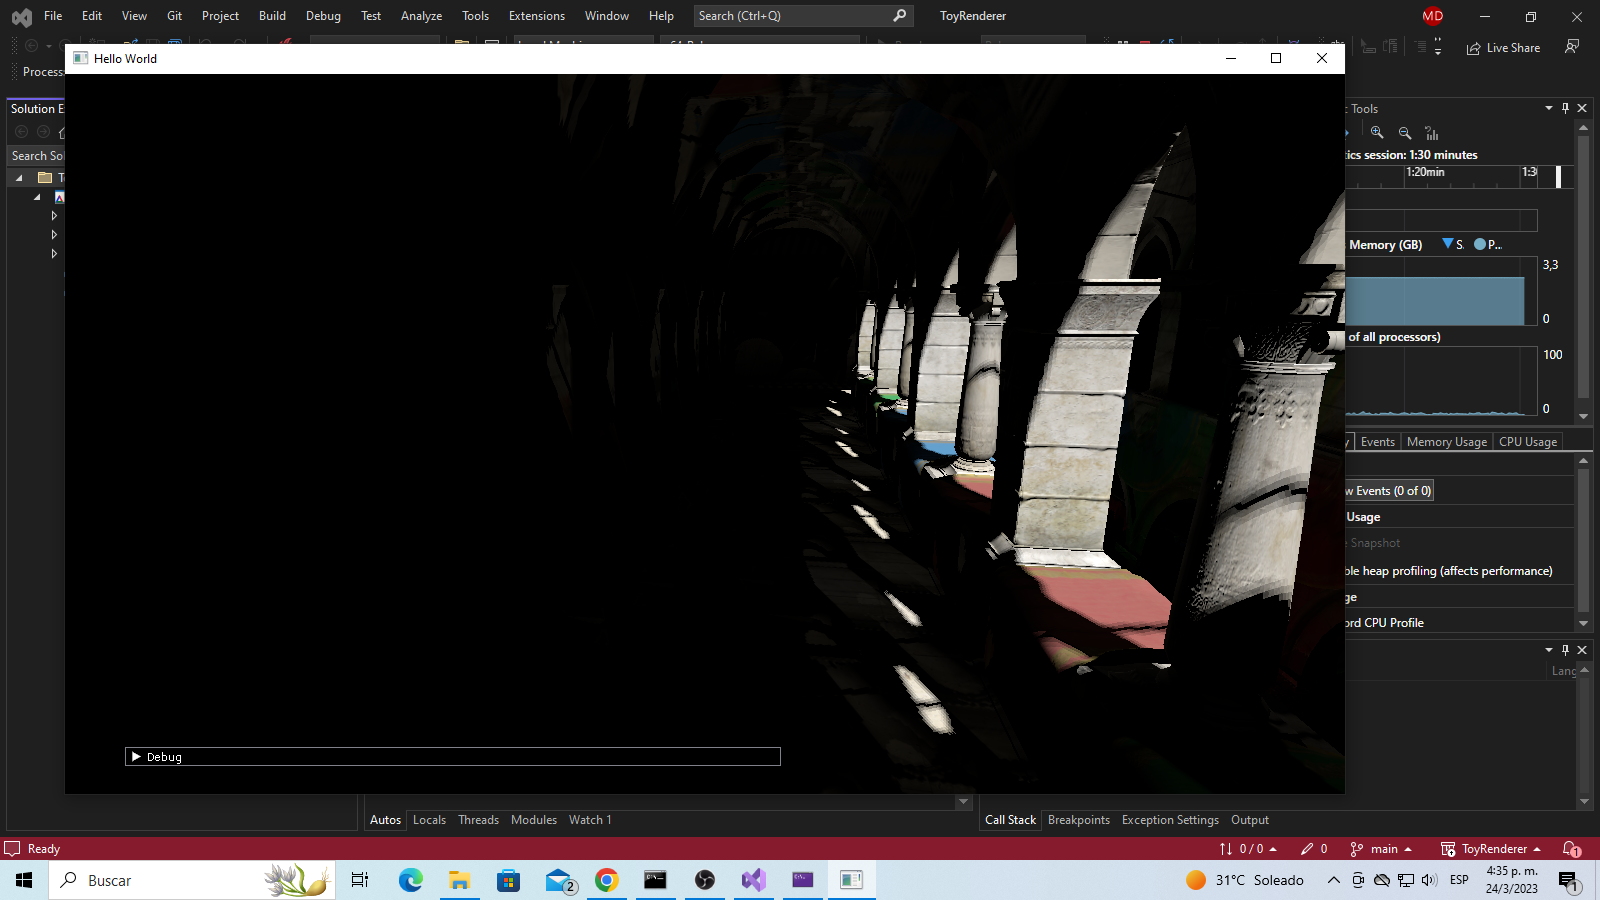 File Edit View Git Project Build Debug Test Analyze Tools Extensions Window Help Search (Ctrl+Q) ToyRenderer MD
Live Share
Process
Hello World
Solution E
Tools
Search Sol
tics session: 1:30 minutes
1:20min 1:3
Memory (GB) S. P...
3,3
0
of all processors)
100
0
Events Memory Usage CPU Usage
w Events (0 of 0)
Usage
Snapshot
ble heap profiling (affects performance)
ge
ord CPU Profile
Lang
Debug
Autos Locals Threads Modules Watch 1
Call Stack Breakpoints Exception Settings Output
Ready
0 / 0 0 main ToyRenderer 1
Buscar
2
31°C Soleado
ESP
4:35 p. m.
24/3/2023
1